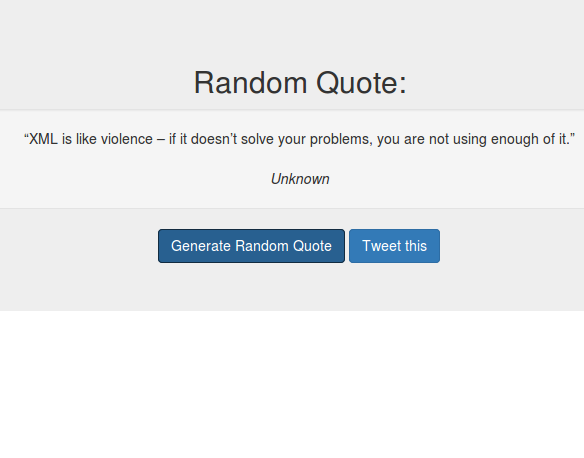 Random Quote:
“XML is like violence – if it doesn’t solve your problems, you are not using enough of it.”
Unknown
Generate Random Quote
Tweet this